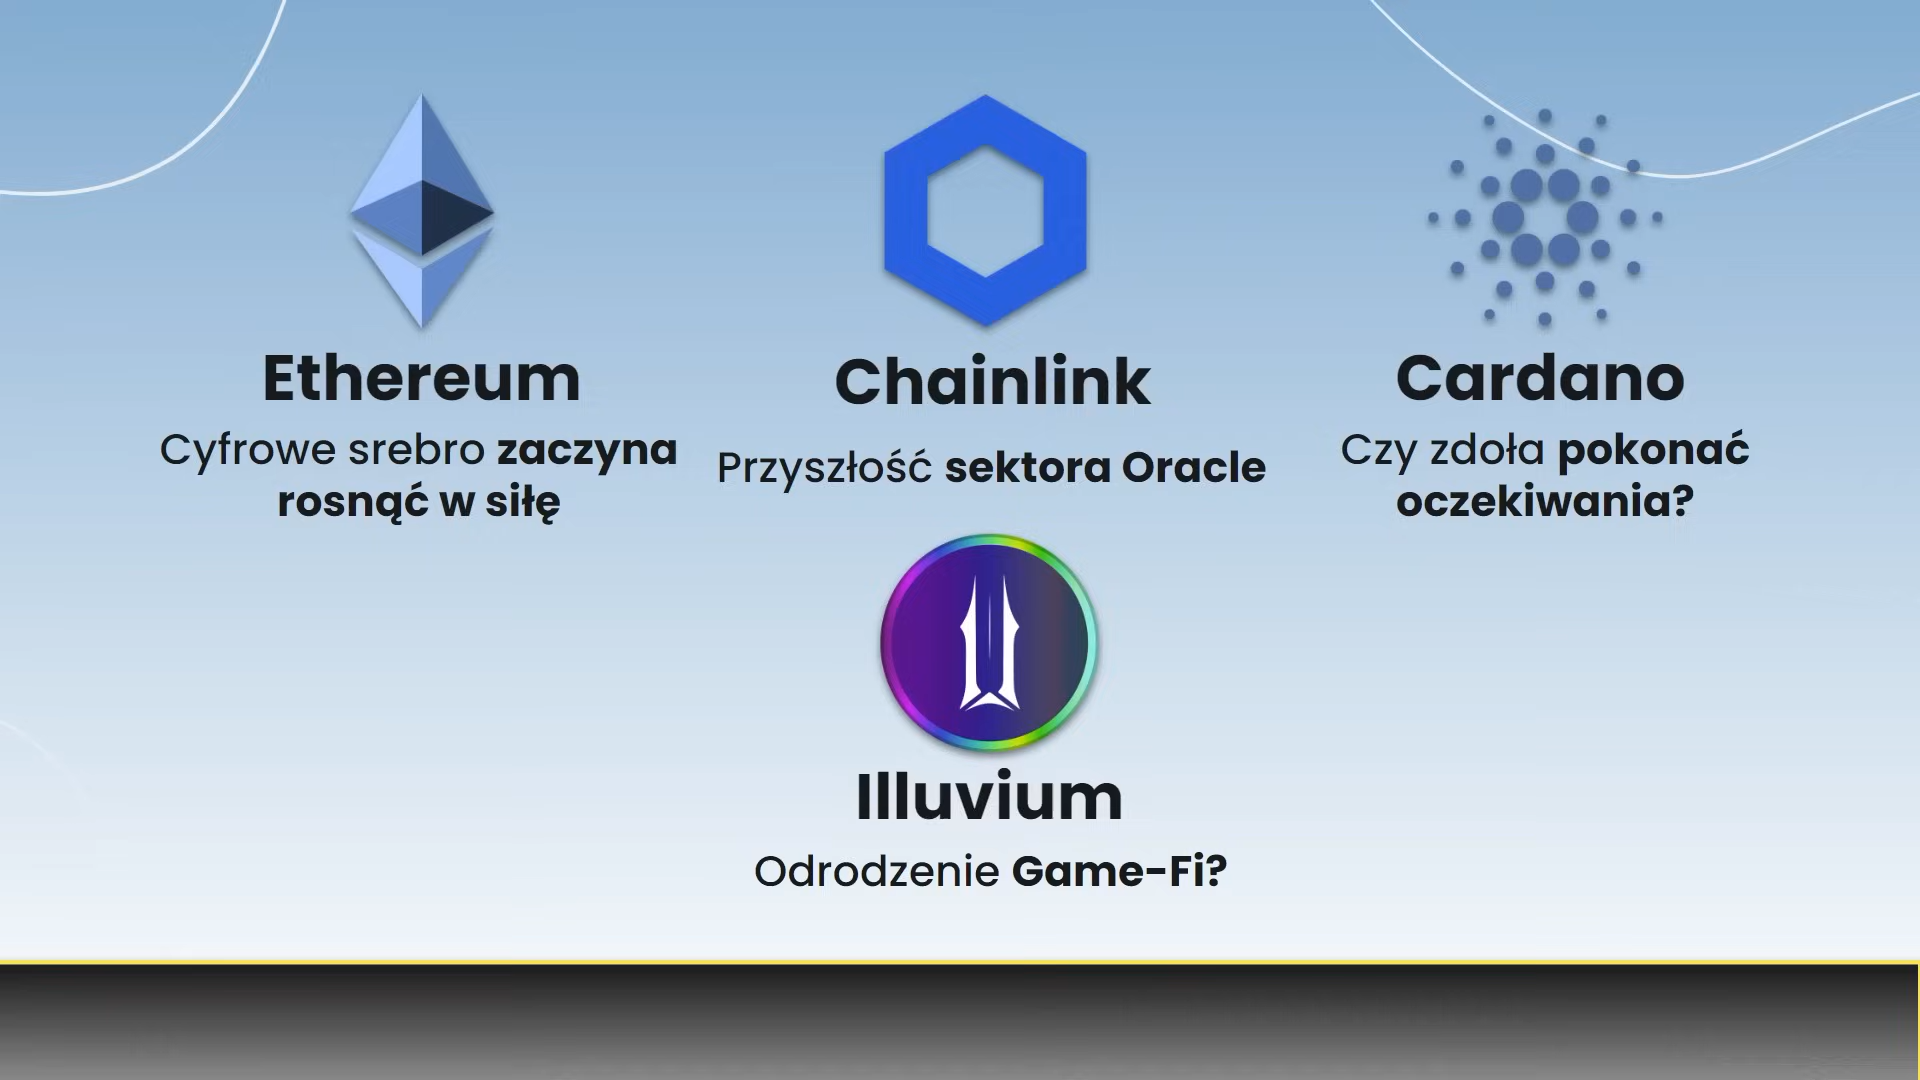 Ethereum
Cyfrowe srebro zaczyna
rosnąć w siłę
Chainlink
Przyszłość sektora Oracle
Cardano
Czy zdoła pokonać
oczekiwania?
Illuvium
Odrodzenie Game-Fi?